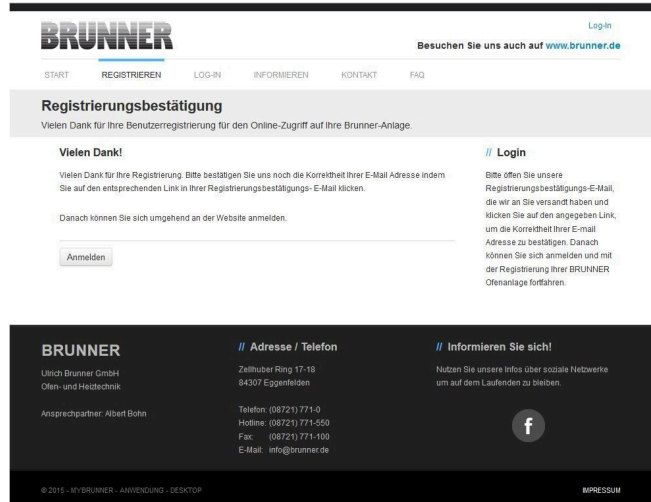 Log-In
BRUNNER
Besuchen Sie uns auch auf www.brunner.de
START REGISTRIEREN LOG-IN INFORMIEREN KONTAKT FAQ
Registrierungsbestätigung
Vielen Dank für Ihre Benutzerregistrierung für den Online-Zugriff auf Ihre Brunner-Anlage.
Vielen Dank!
Vielen Dank für Ihre Registrierung. Bitte bestätigen Sie uns noch die Korrektheit Ihrer E-Mail Adresse indem
Sie auf den entsprechenden Link in Ihrer Registrierungsbestätigungs- E-Mail klicken.
Danach können Sie sich umgehend an der Website anmelden.
Anmelden
// Login
Bitte öffen Sie unsere
Registrierungsbestätigungs-E-Mail,
die wir an Sie versandt haben und
klicken Sie auf den angegeben Link,
um die Korrektheit Ihrer E-mail
Adresse zu bestätigen. Danach
können Sie sich anmelden und mit
der Registrierung Ihrer BRUNNER
Ofenanlage fortfahren.
BRUNNER
Ulrich Brunner GmbH
Ofen- und Heiztechnik
Ansprechpartner: Albert Bohn
// Adresse / Telefon
Zellhuber Ring 17-18
84307 Eggenfelden
Telefon: (08721) 771-0
Hotline: (08721) 771-550
Fax: (08721) 771-100
E-Mail: info@brunner.de
// Informieren Sie sich!
Nutzen Sie unsere Infos über soziale Netzwerke
um auf dem Laufenden zu bleiben.
f
© 2015 - MYBRUNNER - ANWENDUNG - DESKTOP
IMPRESSUM